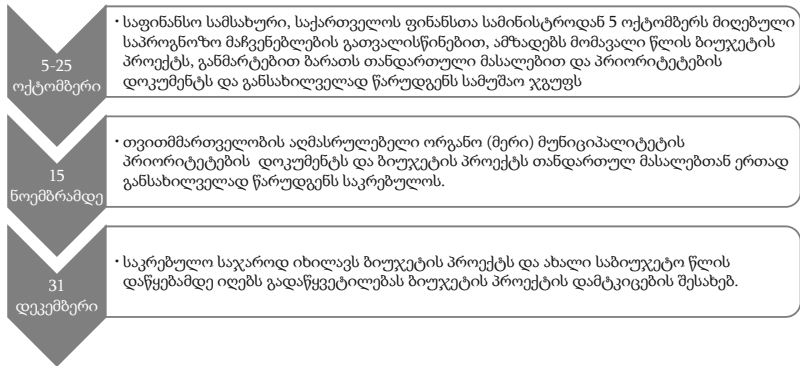 5-25
ოქტომბერი
· საფინანსო სამსახური, საქართველოს ფინანსთა სამინისტროდან 5 ოქტომბერს მიღებული
საპროგნოზო მაჩვენებლების გათვალისწინებით, ამზადებს მომავალი წლის ბიუჯეტის
პროექტს, განმარტებით ბარათს თანდართული მასალებით და პრიორიტეტების
დოკუმენტს და განსახილველად წარუდგენს სამუშაო ჯგუფს
15
ნოემბრამდე
· თვითმმართველობის აღმასრულებელი ორგანო (მერი) მუნიციპალიტეტის
პრიორიტეტების დოკუმენტს და ბიუჯეტის პროექტს თანდართულ მასალებთან ერთად
განსახილველად წარუდგენს საკრებულოს.
31
დეკემბერი
· საკრებულო საჯაროდ იხილავს ბიუჯეტის პროექტს და ახალი საბიუჯეტო წლის
დაწყებამდე იღებს გადაწყვეტილებას ბიუჯეტის პროექტის დამტკიცების შესახებ.